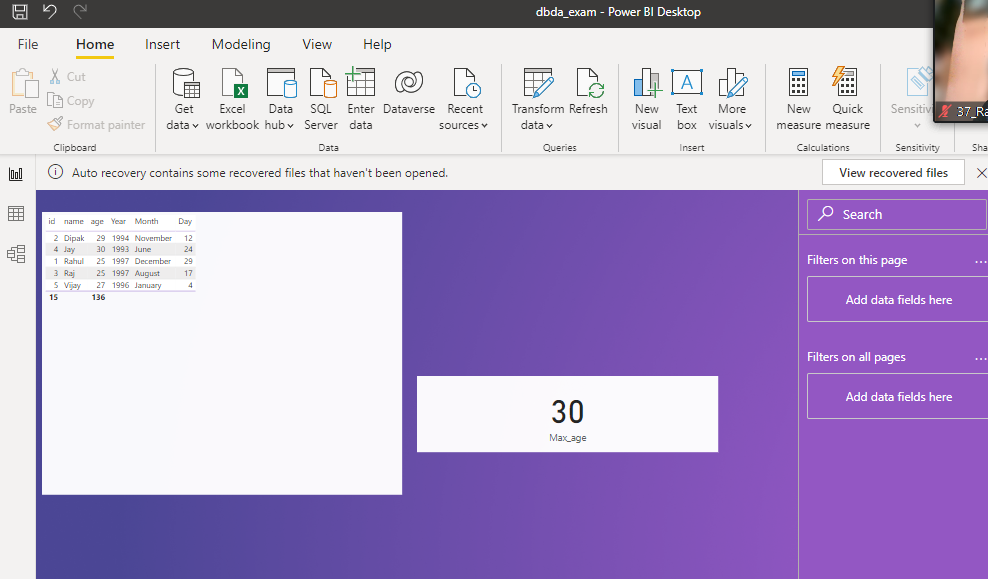 dbda_exam - Power BI Desktop
File Home Insert Modeling View Help
Paste
Cut
Copy
Format painter
Clipboard
Get data
Excel workbook
Data hub
SQL Server
Enter data
Dataverse
Recent sources
Data
Transform data
Refresh
Queries
New visual
Text box
More visuals
Insert
New measure
Quick measure
Calculations
Sensitivity
37_Ra
Auto recovery contains some recovered files that haven't been opened.
View recovered files
id name age Year Month Day
2 Dipak 29 1994 November 12
4 Jay 30 1993 June 24
1 Rahul 25 1997 December 29
3 Raj 25 1997 August 17
5 Vijay 27 1996 January 4
15 136
30
Max_age
Search
Filters on this page
Add data fields here
Filters on all pages
Add data fields here